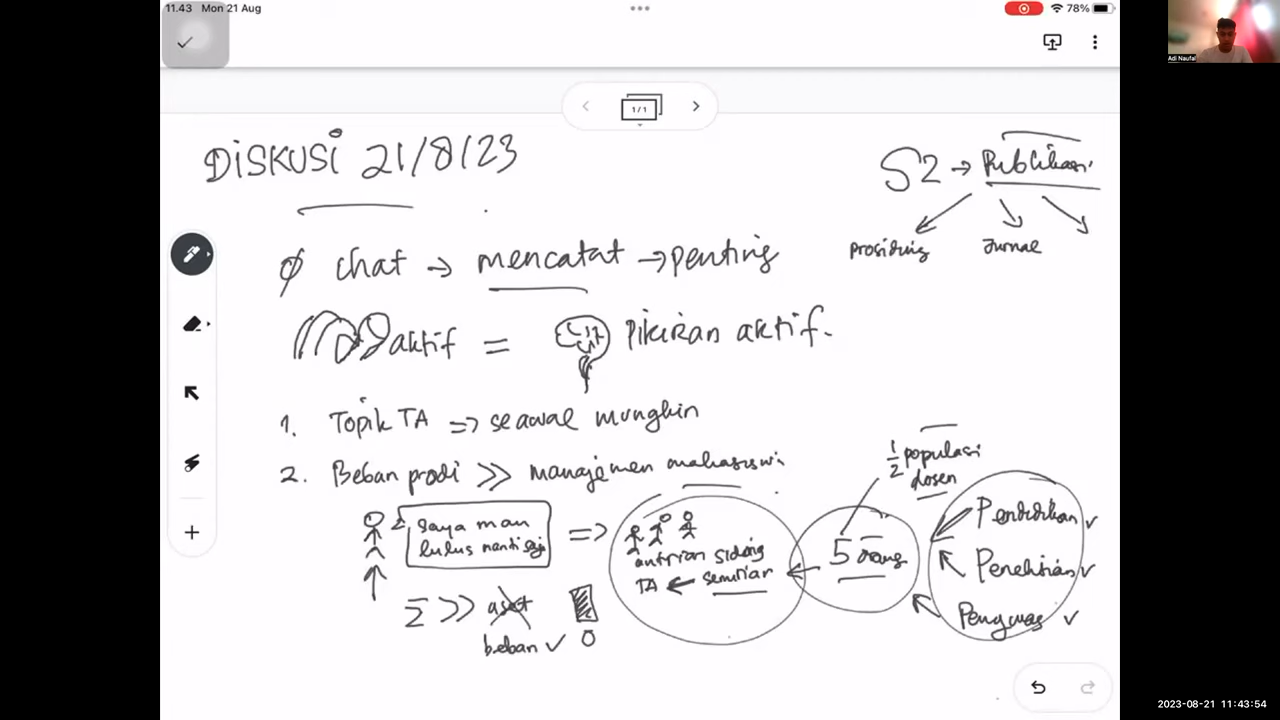 11.43 Mon 21 Aug
78%
Adi Naufal
1/1
DISKUSI 21/8/23
S2 → Publikasi
prosiding Jurnal
chat → mencatat → penting
aktif = pikiran aktif.
1. Topik TA => seawal mungkin
2. Beban prodi >> manajemen mahasiswa
1/2 populasi
dosen
saya mau
lulus nanti saja
=>
antrian sidang
TA ← seminar
5 orang
Pendidikan ✓
Penelitian ✓
Pengmas ✓
Σ >> aset
beban ✓
2023-08-21 11:43:54